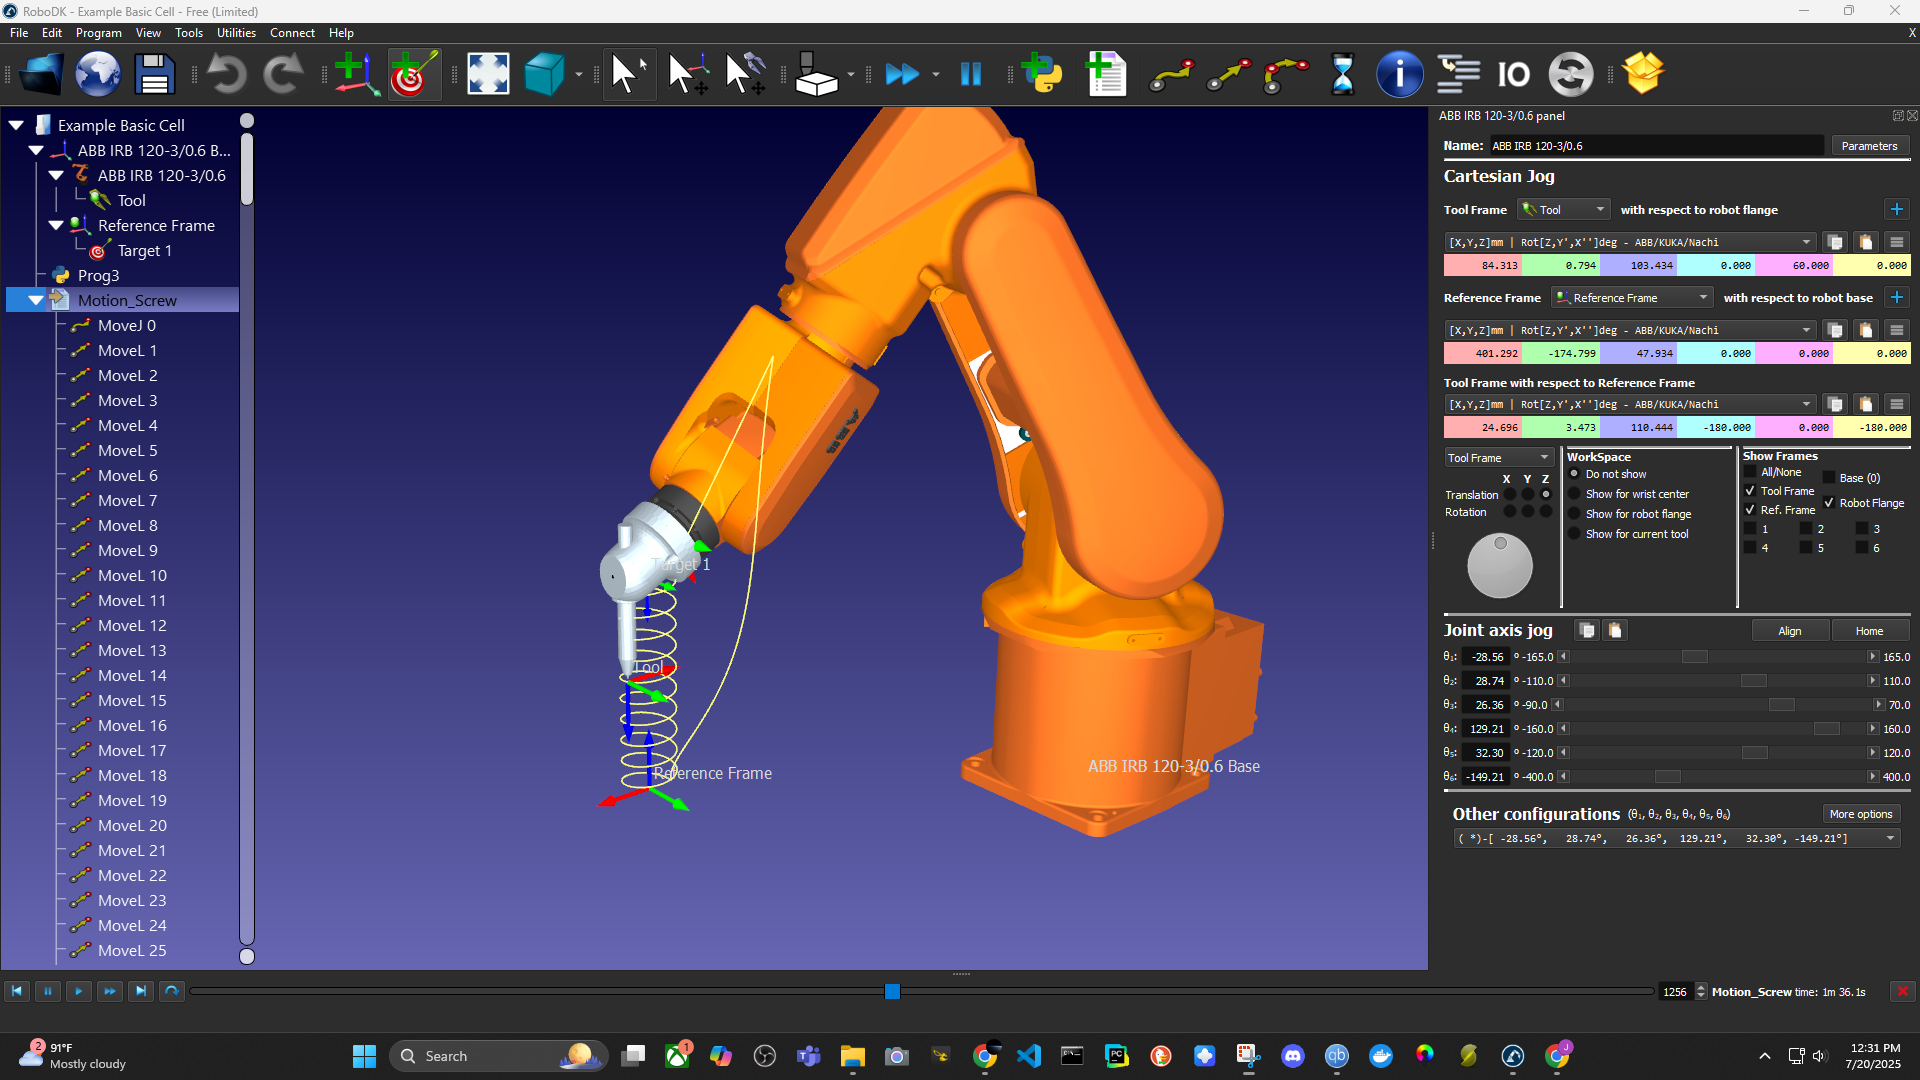 RoboDK - Example Basic Cell - Free (Limited)
File Edit Program View Tools Utilities Connect Help X
IO
Example Basic Cell
ABB IRB 120-3/0.6 B...
ABB IRB 120-3/0.6
Tool
Reference Frame
Target 1
Prog3
Motion_Screw
MoveJ 0
MoveL 1
MoveL 2
MoveL 3
MoveL 4
MoveL 5
MoveL 6
MoveL 7
MoveL 8
MoveL 9
MoveL 10
MoveL 11
MoveL 12
MoveL 13
MoveL 14
MoveL 15
MoveL 16
MoveL 17
MoveL 18
MoveL 19
MoveL 20
MoveL 21
MoveL 22
MoveL 23
MoveL 24
MoveL 25
Target 1
Tool
Reference Frame
ABB IRB 120-3/0.6 Base
ABB IRB 120-3/0.6 panel
Name: ABB IRB 120-3/0.6 Parameters
Cartesian Jog
Tool Frame Tool with respect to robot flange
[X,Y,Z]mm | Rot[Z,Y',X'']deg - ABB/KUKA/Nachi
84.313 0.794 103.434 0.000 60.000 0.000
Reference Frame Reference Frame with respect to robot base
[X,Y,Z]mm | Rot[Z,Y',X'']deg - ABB/KUKA/Nachi
401.292 -174.799 47.934 0.000 0.000 0.000
Tool Frame with respect to Reference Frame
[X,Y,Z]mm | Rot[Z,Y',X'']deg - ABB/KUKA/Nachi
24.696 3.473 110.444 -180.000 0.000 -180.000
Tool Frame
X Y Z
Translation
Rotation
WorkSpace
Do not show
Show for wrist center
Show for robot flange
Show for current tool
Show Frames
All/None Base (0)
Tool Frame Robot Flange
Ref. Frame
1 2 3
4 5 6
Joint axis jog Align Home
θ₁: -28.56 º -165.0 165.0
θ₂: 28.74 º -110.0 110.0
θ₃: 26.36 º -90.0 70.0
θ₄: 129.21 º -160.0 160.0
θ₅: 32.30 º -120.0 120.0
θ₆: -149.21 º -400.0 400.0
Other configurations (θ₁, θ₂, θ₃, θ₄, θ₅, θ₆) More options
( *)-[ -28.56º, 28.74º, 26.36º, 129.21º, 32.30º, -149.21º]
1256 Motion_Screw time: 1m 36.1s
2 91°F
Mostly cloudy
Search
1
PC
qb
J
12:31 PM
7/20/2025